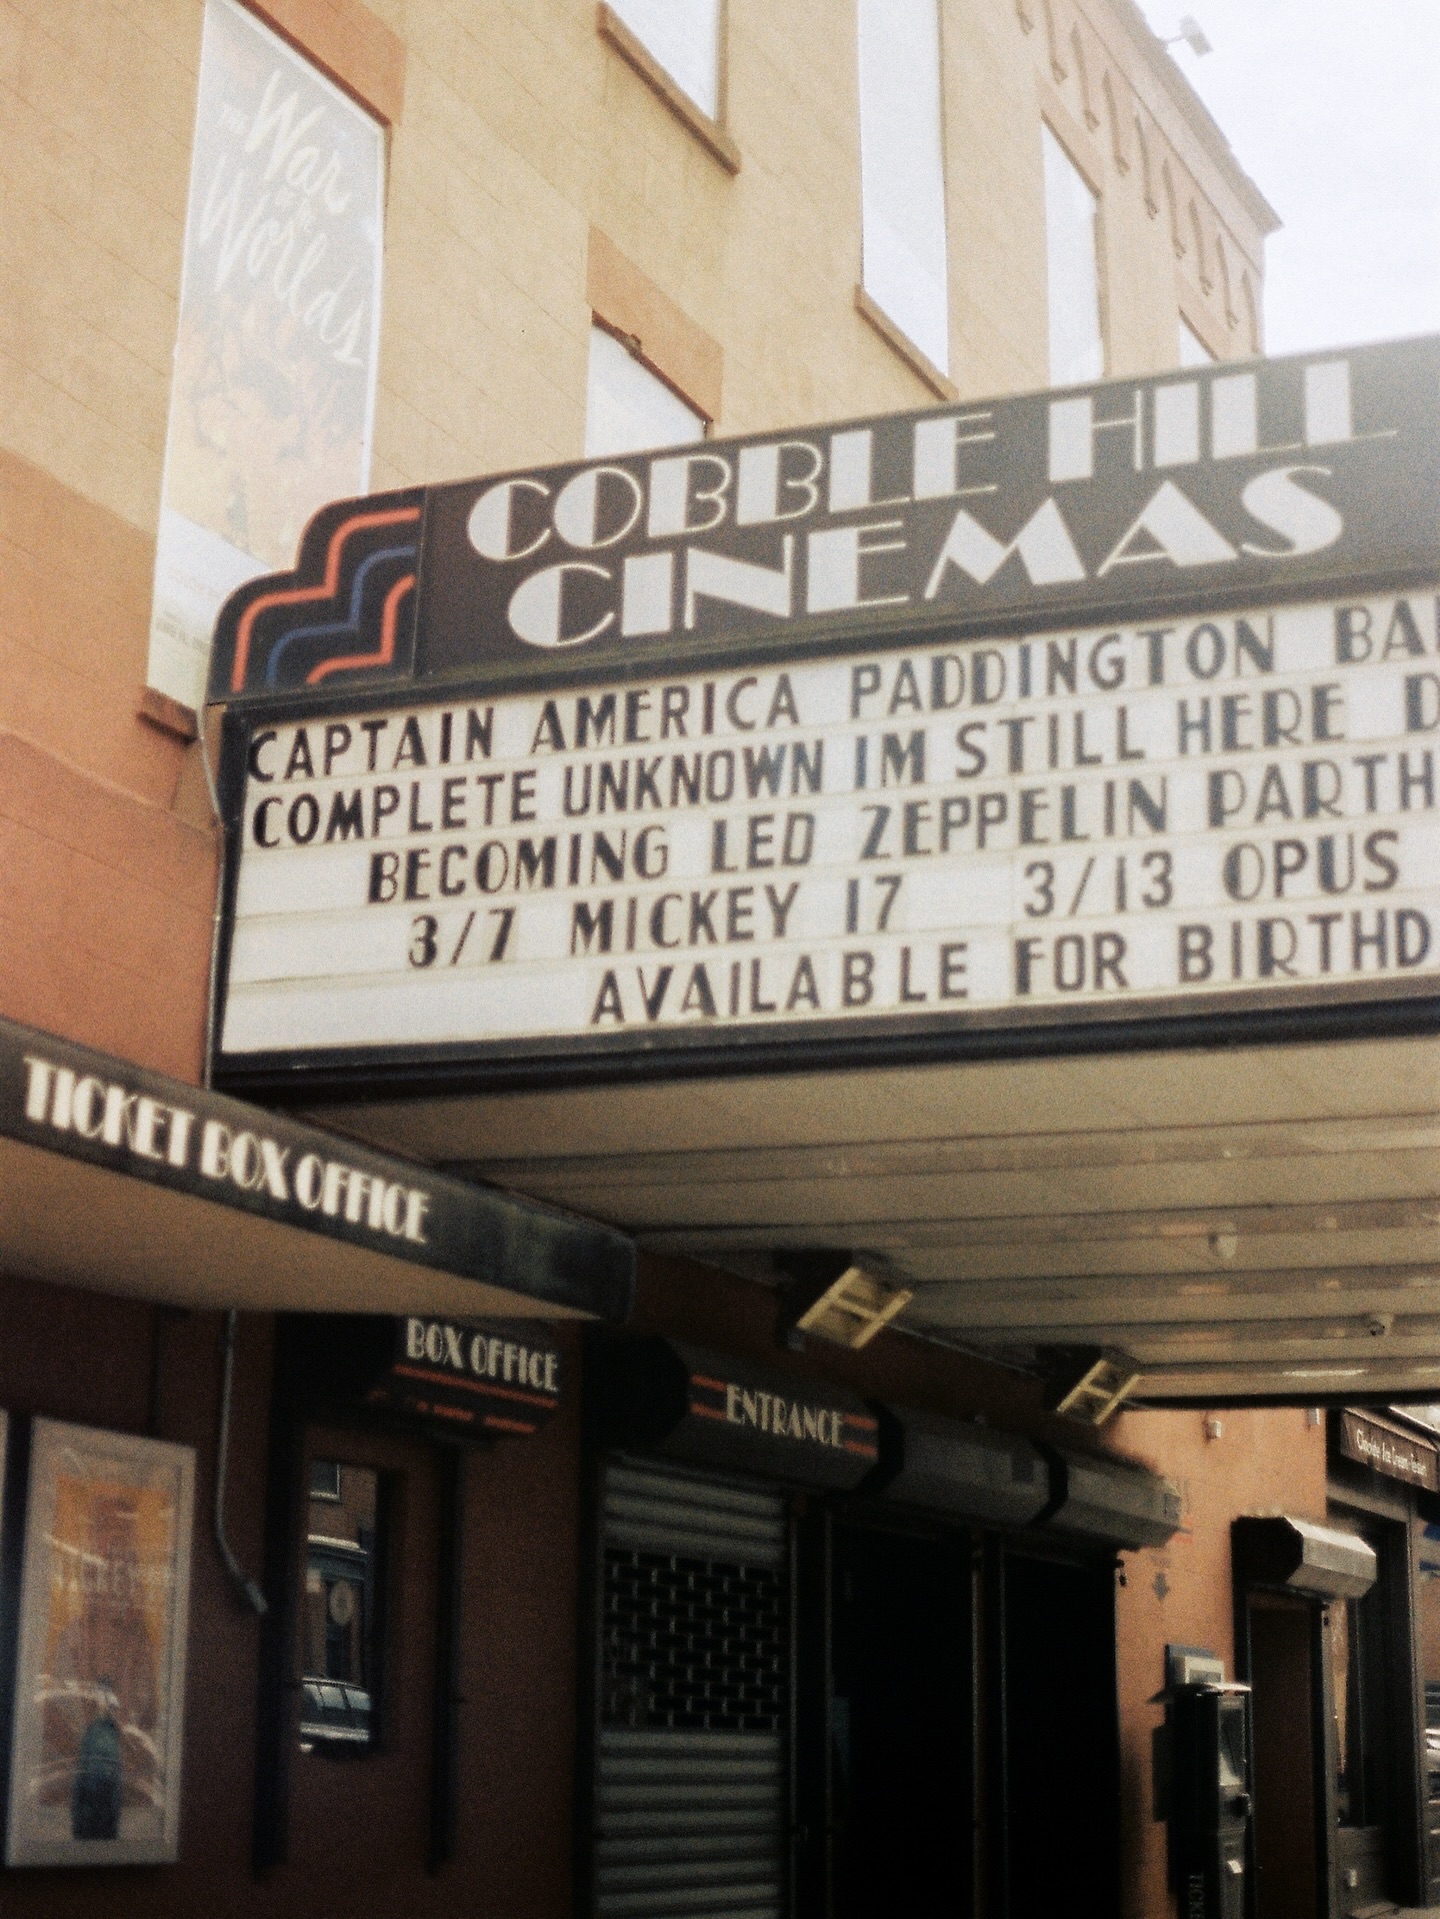 THE
War
of the
Worlds
COBBLE HILL
CINEMAS
CAPTAIN AMERICA PADDINGTON BA
COMPLETE UNKNOWN IM STILL HERE D
BECOMING LED ZEPPELIN PARTH
3/7 MICKEY 17 3/13 OPUS
AVAILABLE FOR BIRTHD
TICKET BOX OFFICE
BOX OFFICE
ENTRANCE